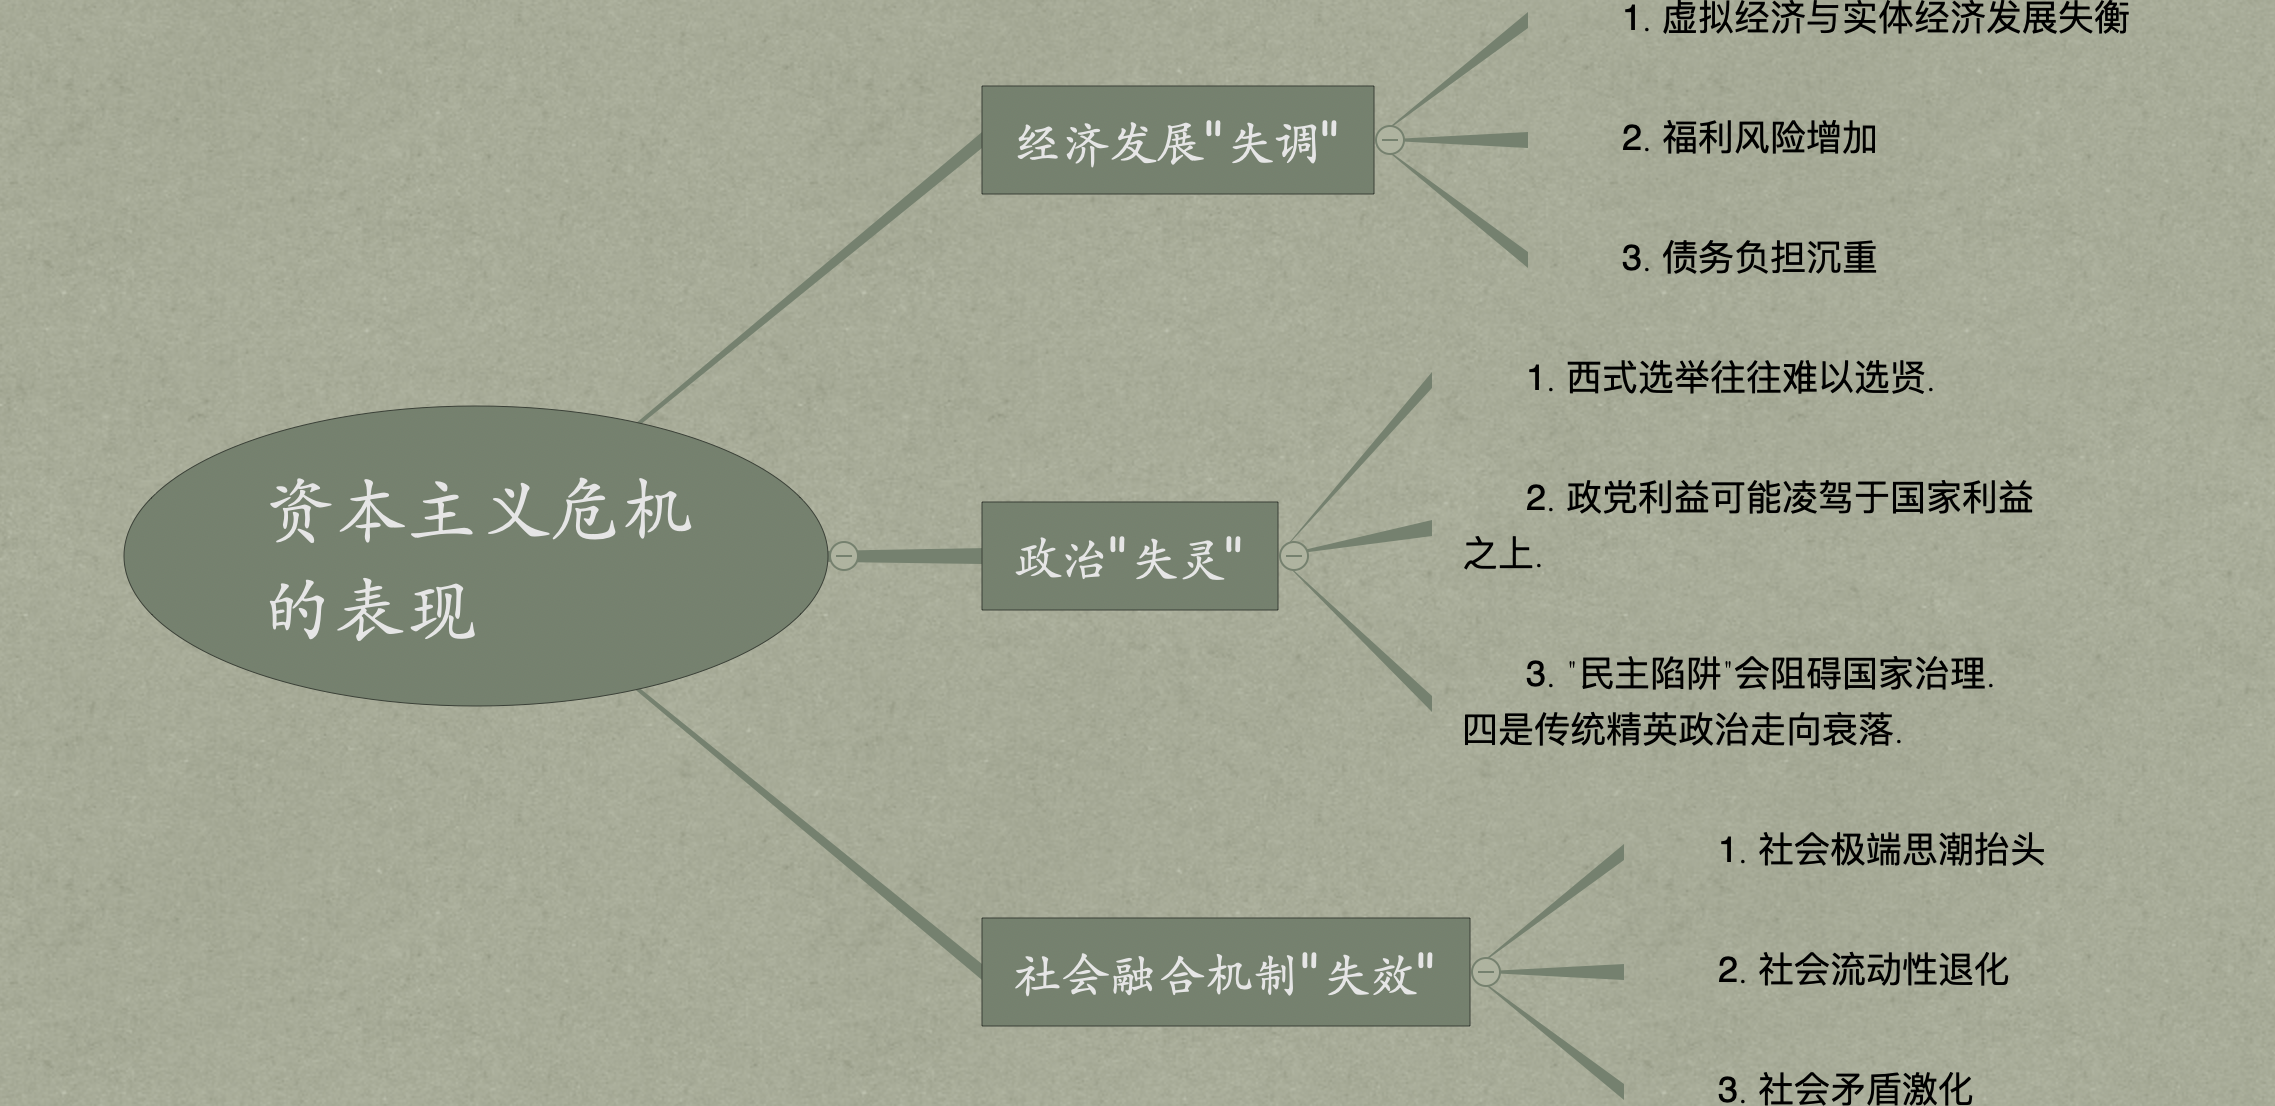 资本主义危机
的表现
经济发展"失调"
1. 虚拟经济与实体经济发展失衡
2. 福利风险增加
3. 债务负担沉重
政治"失灵"
1. 西式选举往往难以选贤.
2. 政党利益可能凌驾于国家利益
之上.
3. "民主陷阱"会阻碍国家治理.
四是传统精英政治走向衰落.
社会融合机制"失效"
1. 社会极端思潮抬头
2. 社会流动性退化
3. 社会矛盾激化